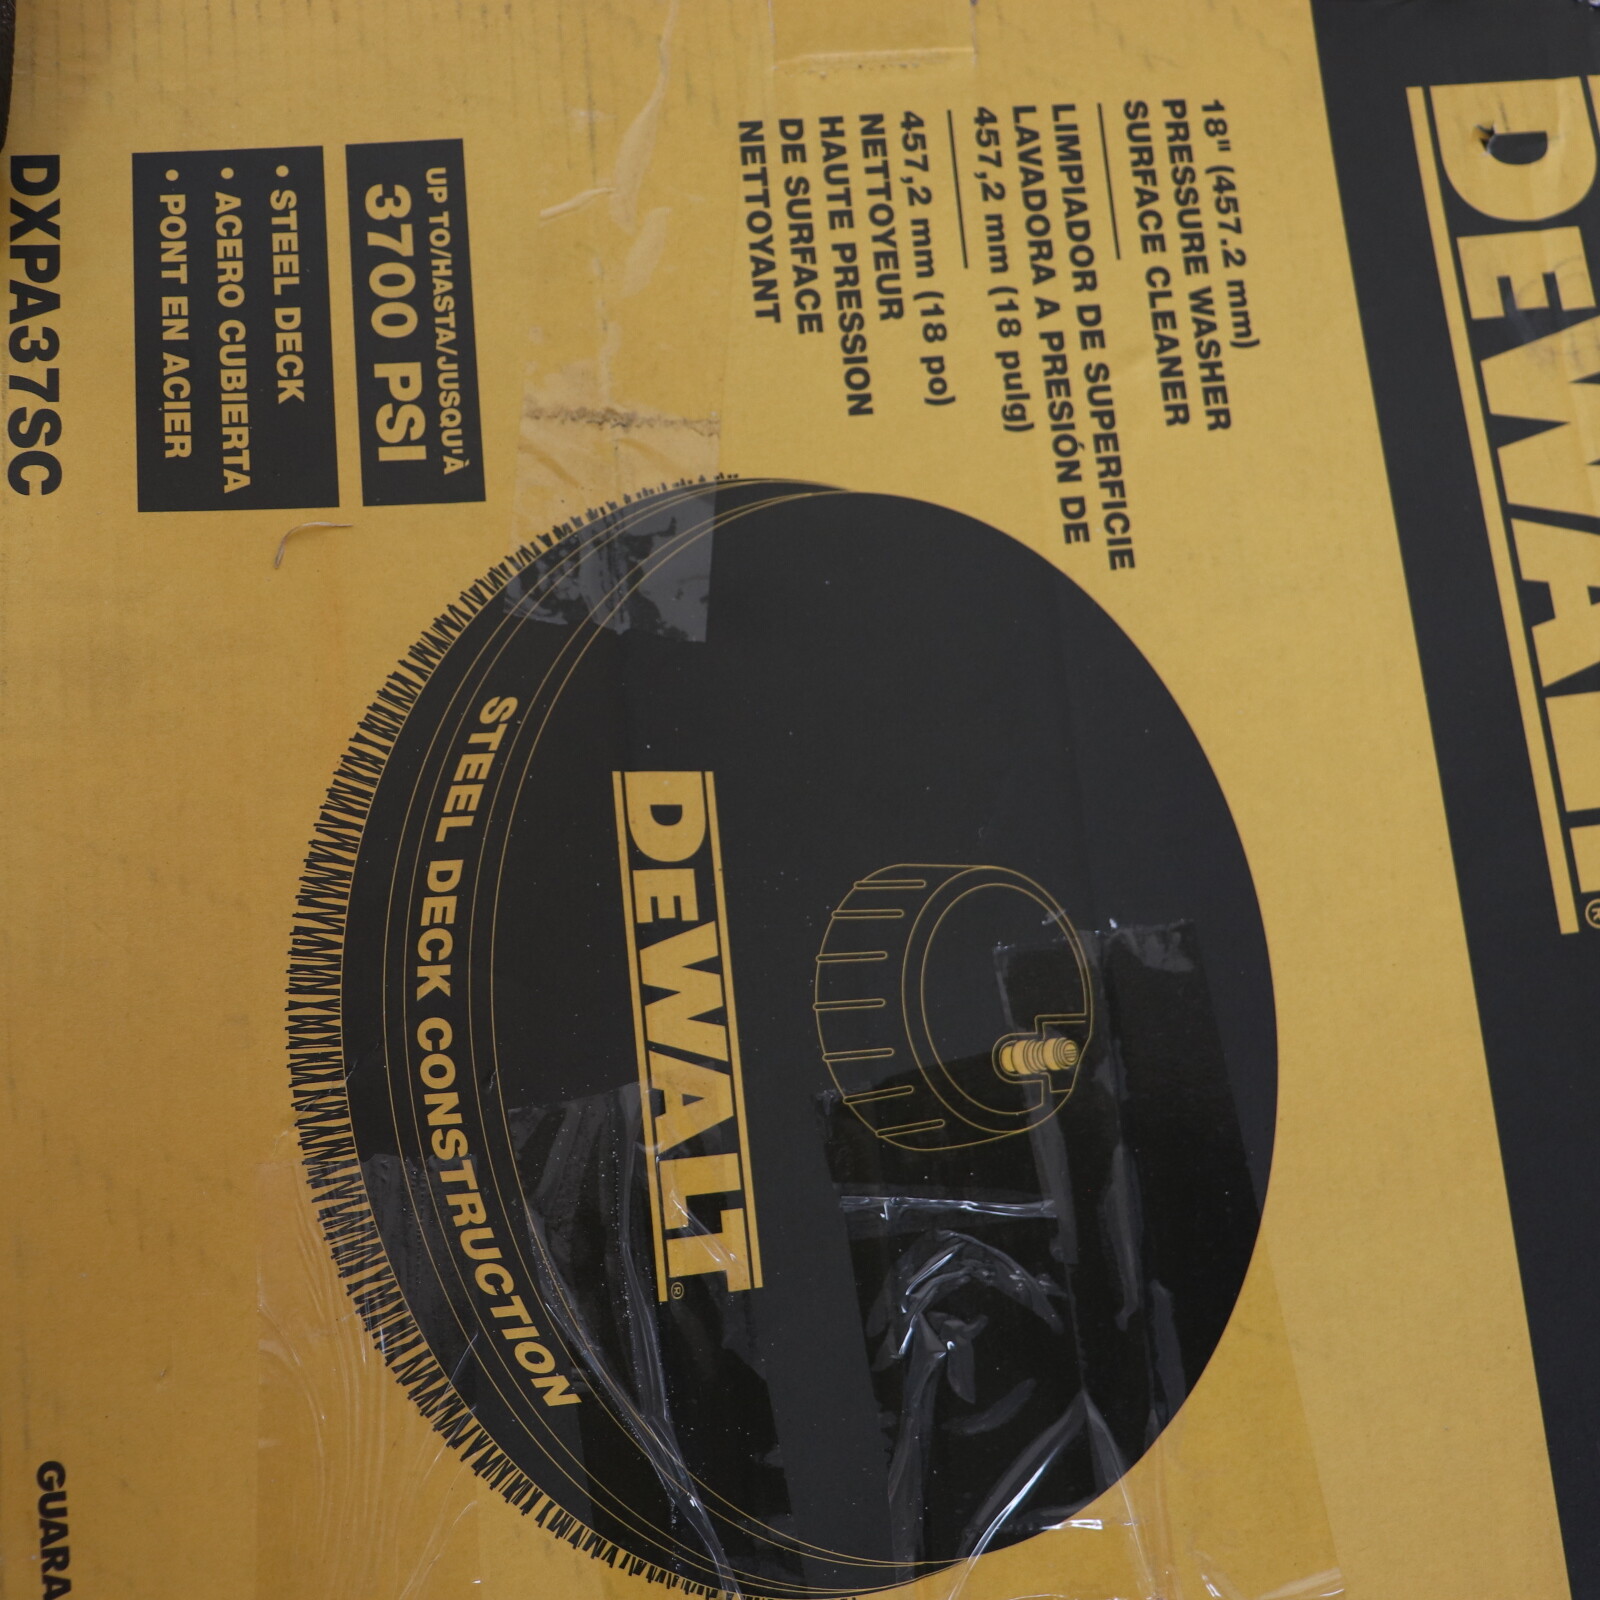 DEWALT®
18" (457.2 mm)
PRESSURE WASHER
SURFACE CLEANER
LIMPIADOR DE SUPERFICIE
LAVADORA A PRESIÓN DE
457,2 mm (18 pulg)
457,2 mm (18 po)
NETTOYEUR
HAUTE PRESSION
DE SURFACE
NETTOYANT
DEWALT®
STEEL DECK CONSTRUCTION
UP TO/HASTA/JUSQU'À
3700 PSI
• STEEL DECK
• ACERO CUBIERTA
• PONT EN ACIER
DXPA37SC
GUARA